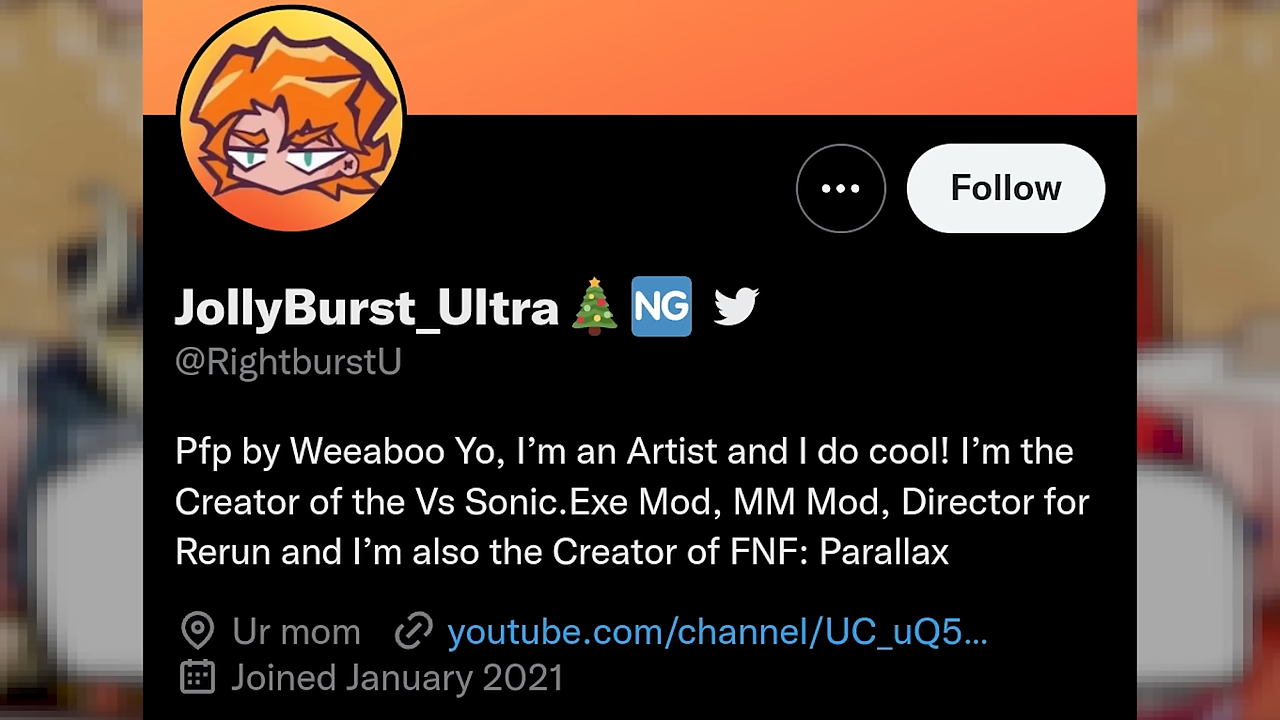 Follow
JollyBurst_Ultra🎄🆖
@RightburstU
Pfp by Weeaboo Yo, I’m an Artist and I do cool! I’m the
Creator of the Vs Sonic.Exe Mod, MM Mod, Director for
Rerun and I’m also the Creator of FNF: Parallax
Ur mom youtube.com/channel/UC_uQ5...
Joined January 2021